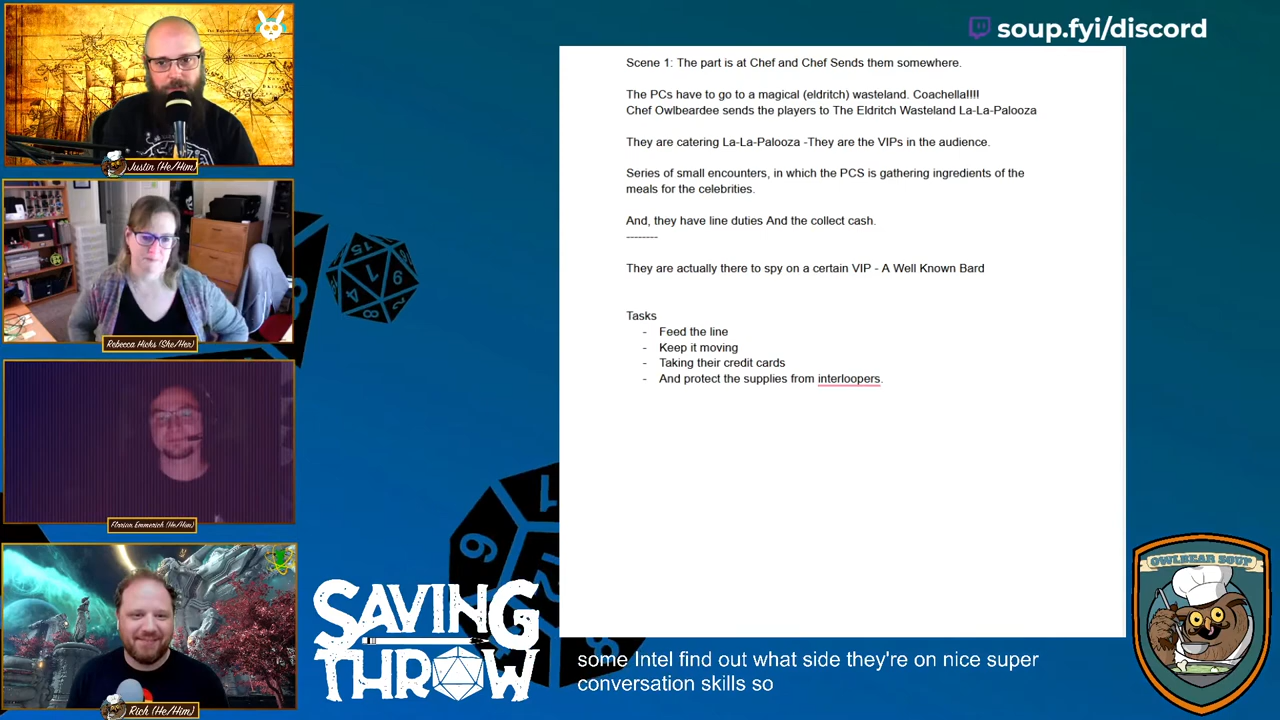 soup.fyi/discord
Justin (He/Him)
Rebecca Hicks (She/Her)
Florian Emmerich (He/Him)
Rich (He/Him)
Scene 1: The part is at Chef and Chef Sends them somewhere.
The PCs have to go to a magical (eldritch) wasteland. Coachella!!!!
Chef Owlbeardee sends the players to The Eldritch Wasteland La-La-Palooza
They are catering La-La-Palooza -They are the VIPs in the audience.
Series of small encounters, in which the PCS is gathering ingredients of the
meals for the celebrities.
And, they have line duties And the collect cash.
--------
They are actually there to spy on a certain VIP - A Well Known Bard
Tasks
- Feed the line
- Keep it moving
- Taking their credit cards
- And protect the supplies from interloopers.
SAVING
THROW
OWLBEAR SOUP
some Intel find out what side they're on nice super
conversation skills so